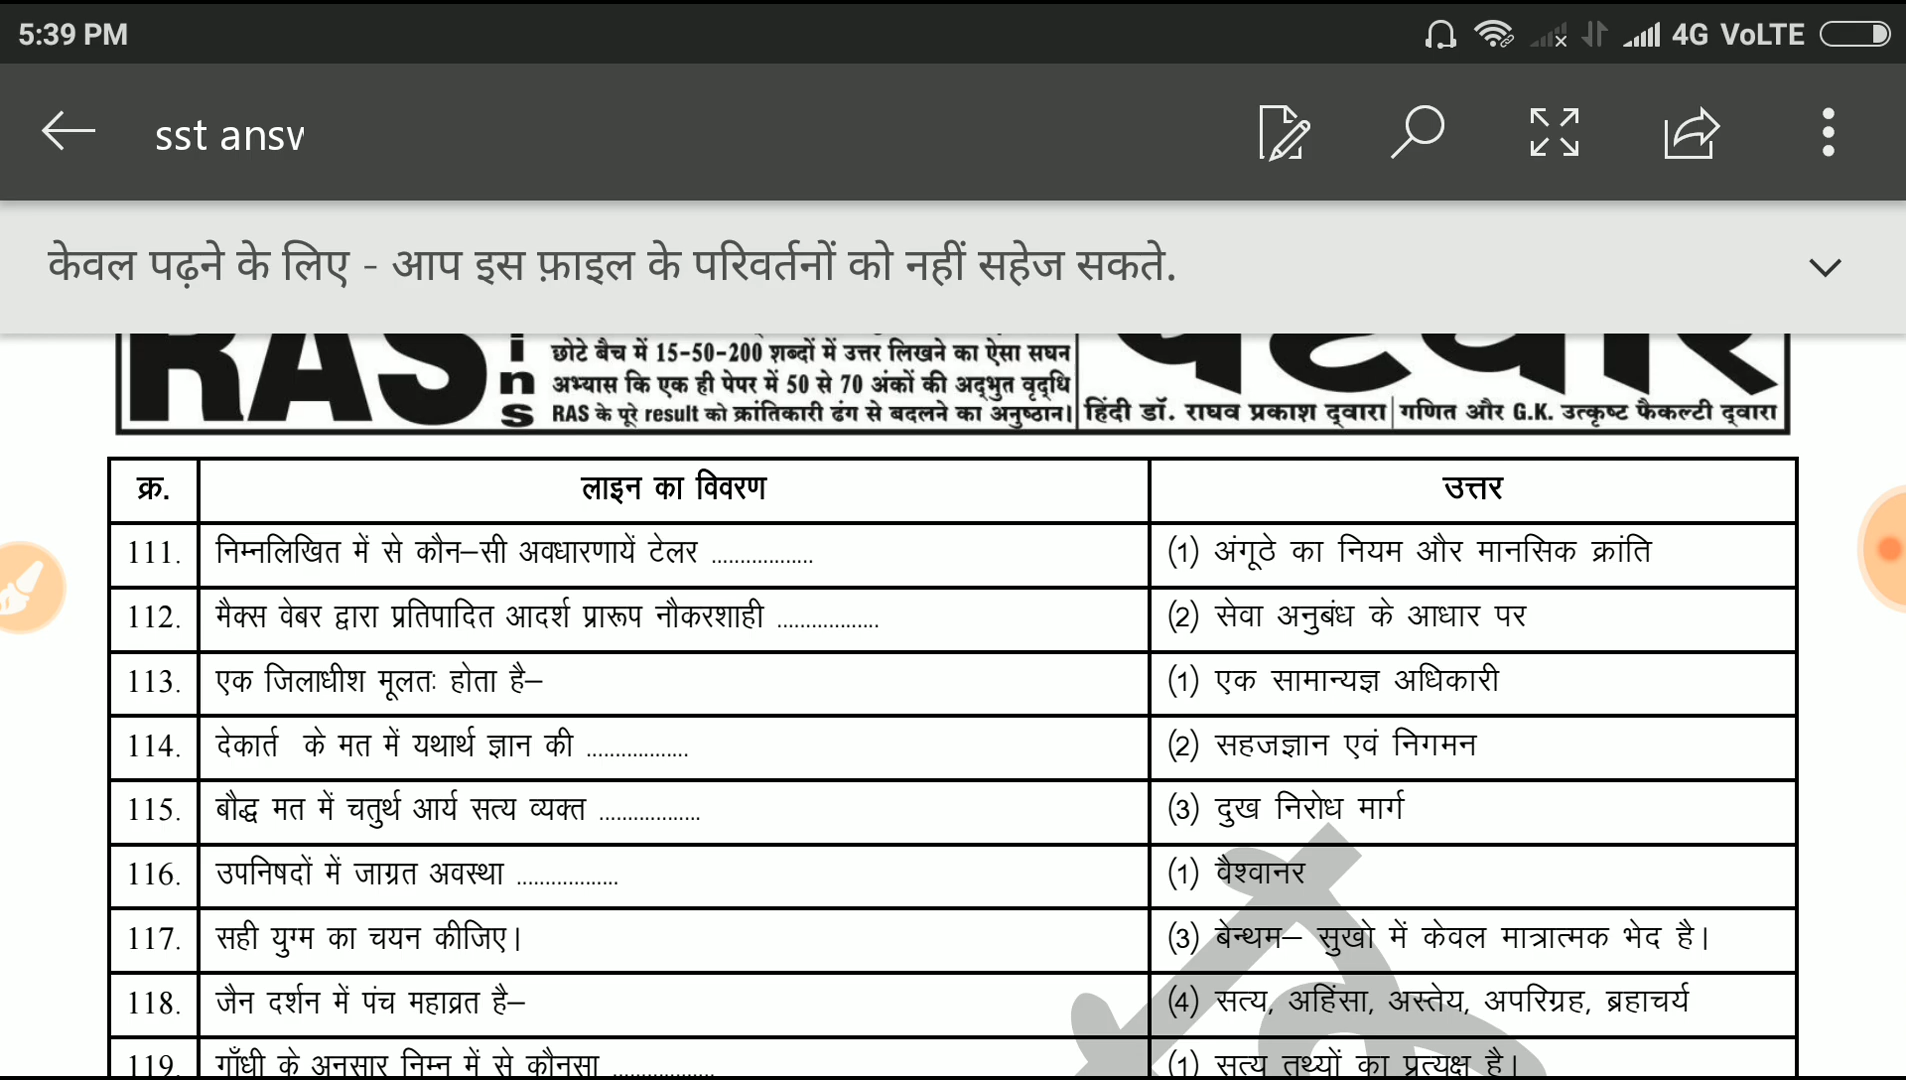 5:39 PM
4G VoLTE
sst answ
केवल पढ़ने के लिए - आप इस फ़ाइल के परिवर्तनों को नहीं सहेज सकते.
RAS
ins
छोटे बैच में 15-50-200 शब्दों में उत्तर लिखने का ऐसा सघन
अभ्यास कि एक ही पेपर में 50 से 70 अंकों की अद्भुत वृद्धि
RAS के पूरे result को क्रांतिकारी ढंग से बदलने का अनुष्ठान।
पटवार
हिंदी डॉ. राघव प्रकाश द्वारा गणित और G.K. उत्कृष्ट फैकल्टी द्वारा
क्र. लाइन का विवरण उत्तर
111. निम्नलिखित में से कौन–सी अवधारणायें टेलर .................. (1) अंगूठे का नियम और मानसिक क्रांति
112. मैक्स वेबर द्वारा प्रतिपादित आदर्श प्रारूप नौकरशाही .................. (2) सेवा अनुबंध के आधार पर
113. एक जिलाधीश मूलतः होता है– (1) एक सामान्यज्ञ अधिकारी
114. देकार्त के मत में यथार्थ ज्ञान की .................. (2) सहजज्ञान एवं निगमन
115. बौद्ध मत में चतुर्थ आर्य सत्य व्यक्त .................. (3) दुख निरोध मार्ग
116. उपनिषदों में जाग्रत अवस्था .................. (1) वैश्वानर
117. सही युग्म का चयन कीजिए। (3) बेन्थम– सुखो में केवल मात्रात्मक भेद है।
118. जैन दर्शन में पंच महाव्रत है– (4) सत्य, अहिंसा, अस्तेय, अपरिग्रह, ब्रहाचर्य
119. गाँधी के अनुसार निम्न में से कौनसा .................. (1) सत्य तथ्यों का प्रत्यक्ष है।